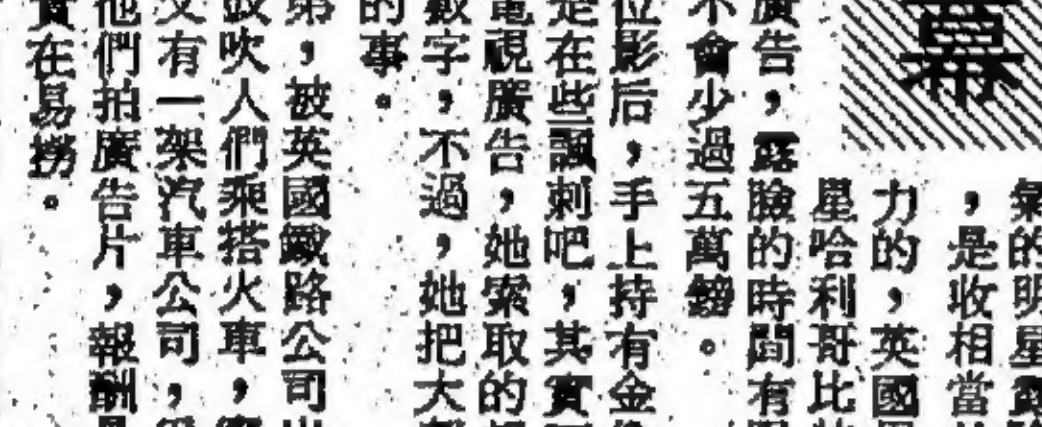 幕
的明星
，是收相當
力的，英國
星哈利哥比
廣告，露臉的時間有
不會少過五萬鎊。
位影后，手上持有金
是在些諷刺吧，其實
電視廣告，她索取的
數字，不過，她把大
的事。
弟，被英國鐵路公司
鼓吹人們乘搭火車，
又有一架汽車公司，
他們拍廣告片，報酬
實在易撈。